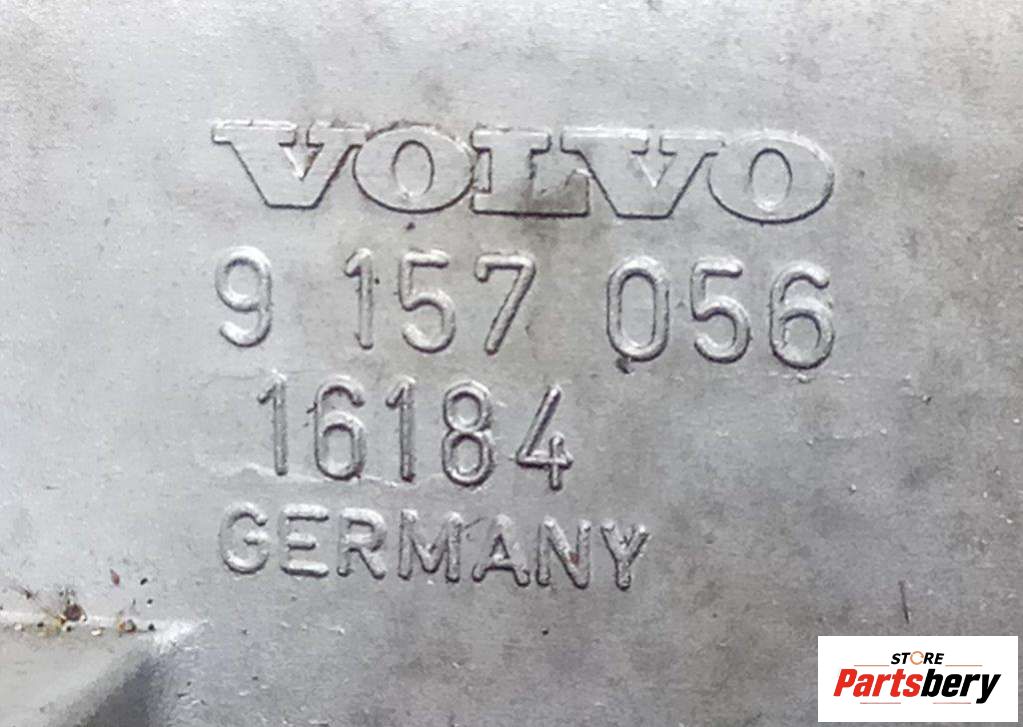 VOLVO
9 157 056
16184
GERMANY
STORE
Partsbery